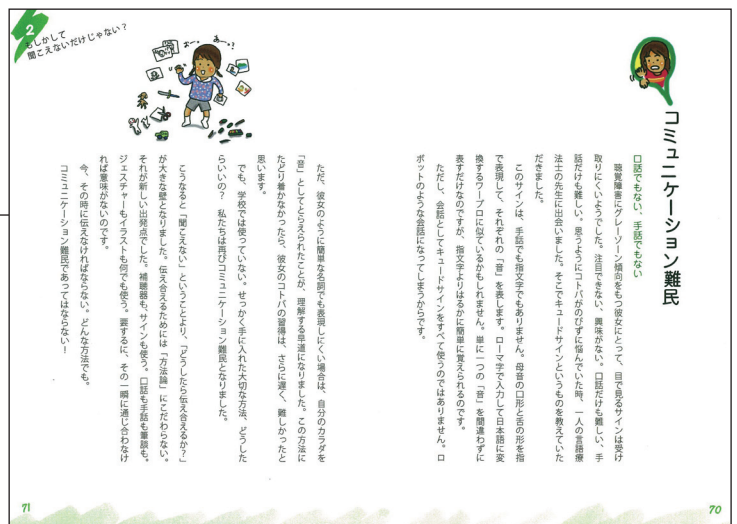 コミュニケーション難民
口話でもない、手話でもない
聴覚障害にグレーゾーン傾向をもつ彼女にとって、目で見るサインは受け
取りにくいようでした。注目できない、興味がない。口話だけも難しい、手
話だけも難しい。思うようにコトバがのびずに悩んでいた時、一人の言語療
法士の先生に出会いました。そこでキュードサインというものを教えていた
だきました。
このサインは、手話でも指文字でもありません。母音の口形と舌の形を指
で表現して、それぞれの「音」を表します。ローマ字で入力して日本語に変
換するワープロに似ているかもしれません。単に一つの「音」を間違わずに
表すだけなのですが、指文字よりはるかに簡単に覚えられるのです。
ただし、会話としてキュードサインをすべて使うのではありません。ロ
ボットのような会話になってしまうからです。
70
2
もしかして
聞こえないだけじゃない？
おー。
あっ？
ただ、彼女のように簡単な名詞でも表現しにくい場合は、自分のカラダを
「音」としてとらえられたことが、理解する早道になりました。この方法に
たどり着かなかったら、彼女のコトバの習得は、さらに遅く、難しかったと
思います。
でも、学校では使っていない。せっかく手に入れた大切な方法、どうした
らいいの？　私たちは再びコミュニケーション難民となりました。
こうなると「聞こえない」ということより、「どうしたら伝え合えるか？」
が大きな壁となりました。伝え合えるためには「方法論」にこだわらない。
それが新しい出発点でした。補聴器も、サインも使う。口話も手話も筆談も。
ジェスチャーもイラストも何でも使う。要するに、その一瞬に通じ合わなけ
れば意味がないのです。
今、その時に伝えなければならない。どんな方法でも。
コミュニケーション難民であってはならない！
71